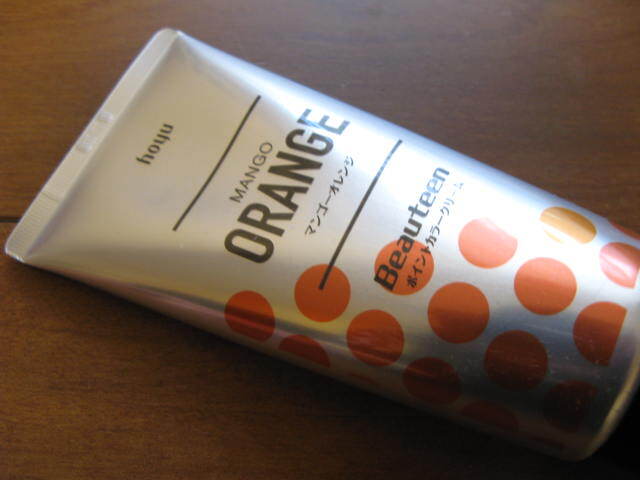 hoyu
MANGO
ORANGE
マンゴーオレンジ
Beauteen
ポイントカラークリーム